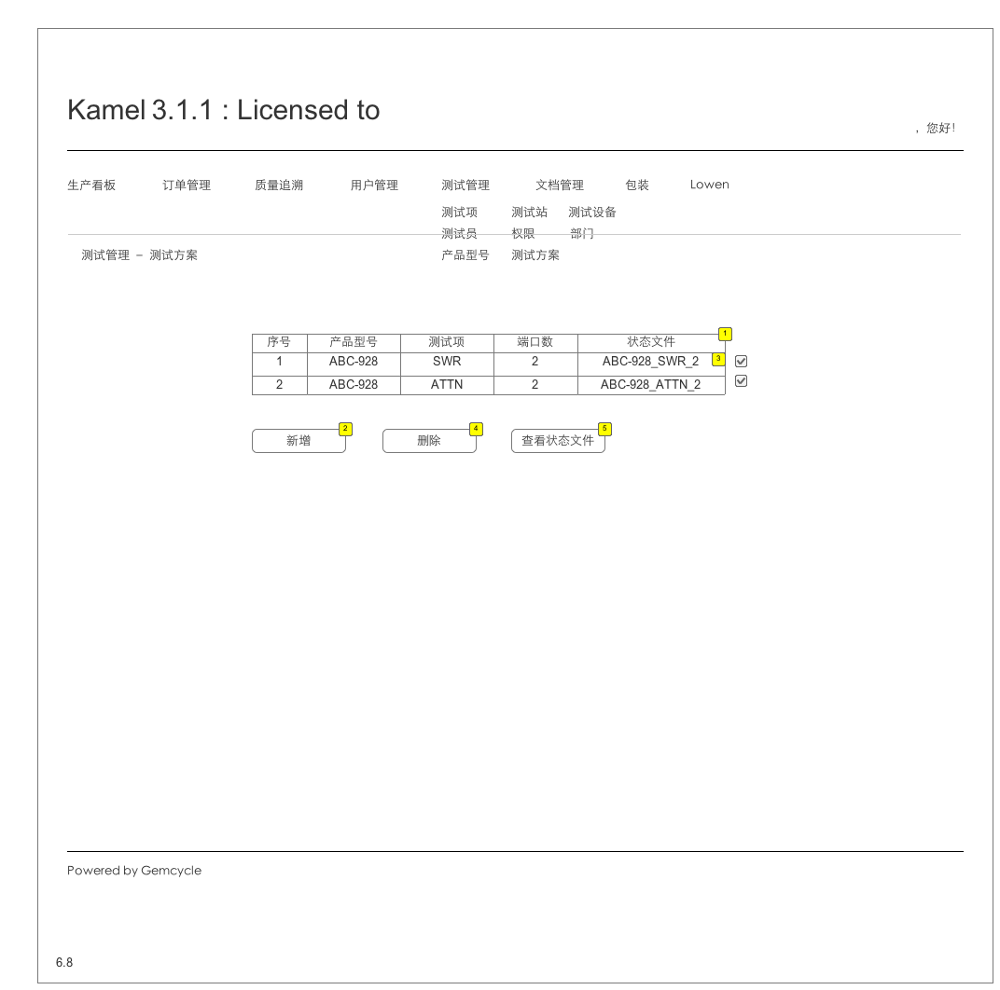 Kamel 3.1.1 : Licensed to
，您好!
生产看板 订单管理 质量追溯 用户管理 测试管理 文档管理 包装 Lowen
测试项 测试站 测试设备
测试员 权限 部门
测试管理 – 测试方案 产品型号 测试方案
1
序号 产品型号 测试项 端口数 状态文件
1 ABC-928 SWR 2 ABC-928_SWR_2 3
2 ABC-928 ATTN 2 ABC-928_ATTN_2
2 4 5
新增 删除 查看状态文件
Powered by Gemcycle
6.8